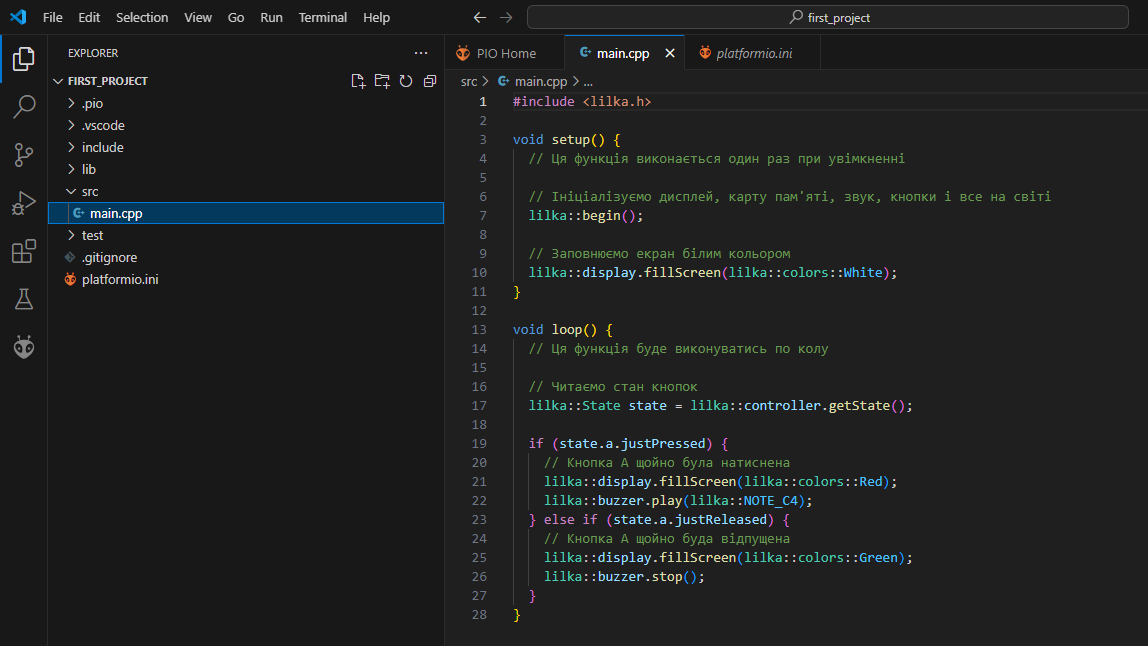 File Edit Selection View Go Run Terminal Help
first_project
EXPLORER
FIRST_PROJECT
.pio
.vscode
include
lib
src
main.cpp
test
.gitignore
platformio.ini
PIO Home
main.cpp
platformio.ini
src > main.cpp > ...
1 #include <lilka.h>
2
3 void setup() {
4 // Ця функція виконається один раз при увімкненні
5
6 // Ініціалізуємо дисплей, карту пам'яті, звук, кнопки і все на світі
7 lilka::begin();
8
9 // Заповнюємо екран білим кольором
10 lilka::display.fillScreen(lilka::colors::White);
11 }
12
13 void loop() {
14 // Ця функція буде виконуватись по колу
15
16 // Читаємо стан кнопок
17 lilka::State state = lilka::controller.getState();
18
19 if (state.a.justPressed) {
20 // Кнопка A щойно була натиснена
21 lilka::display.fillScreen(lilka::colors::Red);
22 lilka::buzzer.play(lilka::NOTE_C4);
23 } else if (state.a.justReleased) {
24 // Кнопка A щойно буда відпущена
25 lilka::display.fillScreen(lilka::colors::Green);
26 lilka::buzzer.stop();
27 }
28 }